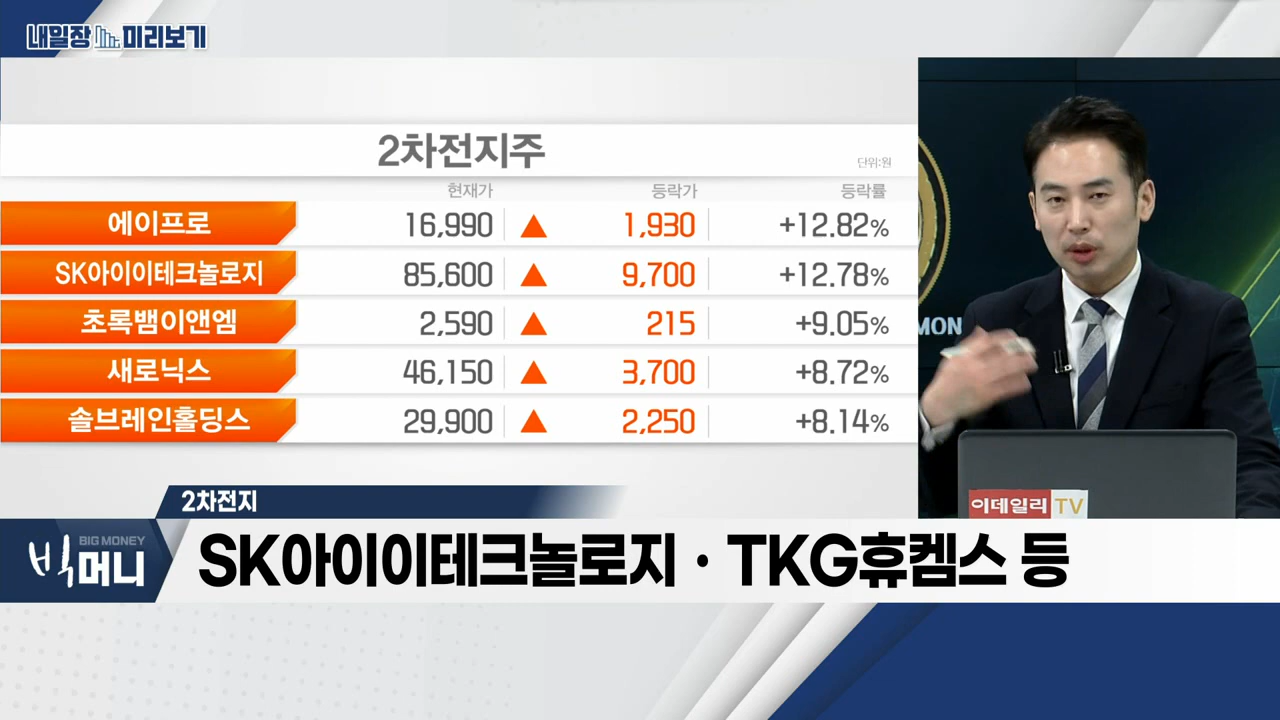 내일장 미리보기
2차전지주
단위:원
현재가 등락가 등락률
에이프로 16,990 ▲ 1,930 +12.82%
SK아이이테크놀로지 85,600 ▲ 9,700 +12.78%
초록뱀이앤엠 2,590 ▲ 215 +9.05%
새로닉스 46,150 ▲ 3,700 +8.72%
솔브레인홀딩스 29,900 ▲ 2,250 +8.14%
MON
이데일리 TV
2차전지
BIG MONEY
빅머니
SK아이이테크놀로지 · TKG휴켐스 등